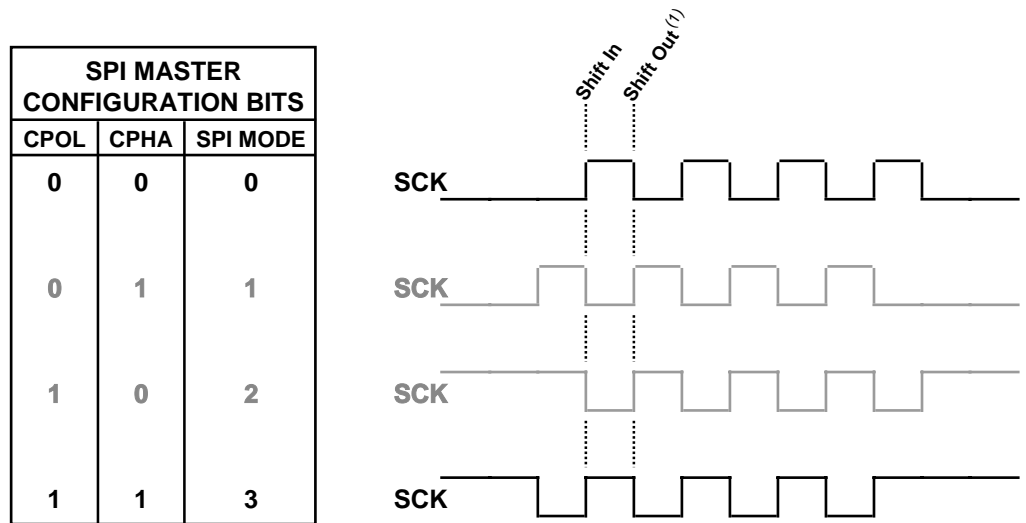 Shift In
Shift Out(1)
SPI MASTER
CONFIGURATION BITS
CPOL CPHA SPI MODE
0 0 0 SCK
0 1 1 SCK
1 0 2 SCK
1 1 3 SCK